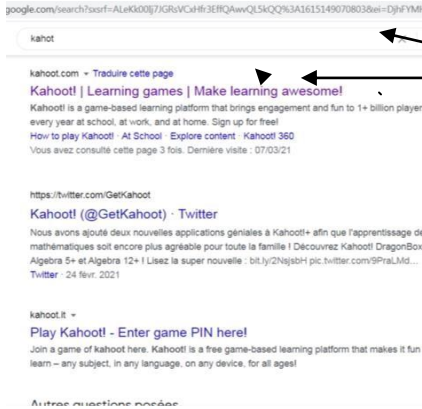 google.com/search?sxsrf=ALeKk00Ij7JGRsVCxHfr3EffQAwvQL5kQQ%3A1615149070803&ei=DjhFYM
kahot
kahoot.com Traduire cette page
Kahoot! | Learning games | Make learning awesome!
Kahoot! is a game-based learning platform that brings engagement and fun to 1+ billion player
every year at school, at work, and at home. Sign up for free!
How to play Kahoot! · At School · Explore content · Kahoot! 360
Vous avez consulté cette page 3 fois. Dernière visite : 07/03/21
https://twitter.com/GetKahoot
Kahoot! (@GetKahoot) · Twitter
Nous avons ajouté deux nouvelles applications géniales à Kahoot!+ afin que l'apprentissage de
mathématiques soit encore plus agréable pour toute la famille ! Découvrez Kahoot! DragonBox
Algebra 5+ et Algebra 12+ ! Lisez la super nouvelle : bit.ly/2NsjsbH pic.twitter.com/9PraLMd...
Twitter · 24 févr. 2021
kahoot.it
Play Kahoot! - Enter game PIN here!
Join a game of kahoot here. Kahoot! is a free game-based learning platform that makes it fun
learn – any subject, in any language, on any device, for all ages!
Autres questions posées